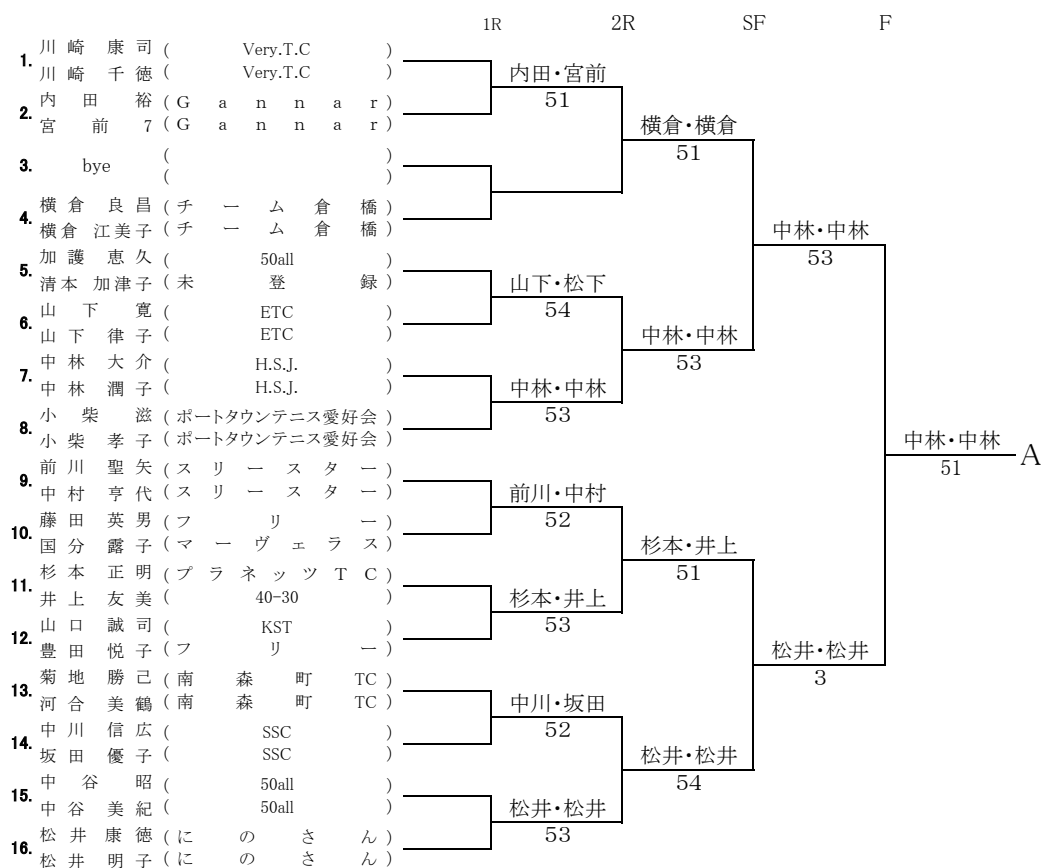 1R 2R SF F
1. 川崎 康司 ( Very.T.C )
川崎 千徳 ( Very.T.C )
2. 内田 裕 ( Gannar )
宮前 7 ( Gannar )
3. bye ( )
( )
4. 横倉 良昌 ( チーム倉橋 )
横倉 江美子 ( チーム倉橋 )
5. 加護 恵久 ( 50all )
清本 加津子 ( 未登録 )
6. 山下 寛 ( ETC )
山下 律子 ( ETC )
7. 中林 大介 ( H.S.J. )
中林 潤子 ( H.S.J. )
8. 小柴 滋 ( ポートタウンテニス愛好会 )
小柴 孝子 ( ポートタウンテニス愛好会 )
9. 前川 聖矢 ( スリースター )
中村 亨代 ( スリースター )
10. 藤田 英男 ( フリー )
国分 露子 ( マーヴェラス )
11. 杉本 正明 ( プラネッツTC )
井上 友美 ( 40-30 )
12. 山口 誠司 ( KST )
豊田 悦子 ( フリー )
13. 菊地 勝己 ( 南森町TC )
河合 美鶴 ( 南森町TC )
14. 中川 信広 ( SSC )
坂田 優子 ( SSC )
15. 中谷 昭 ( 50all )
中谷 美紀 ( 50all )
16. 松井 康徳 ( にのさん )
松井 明子 ( にのさん )
内田・宮前
51
山下・松下
54
中林・中林
53
前川・中村
52
杉本・井上
53
中川・坂田
52
松井・松井
53
横倉・横倉
51
中林・中林
53
杉本・井上
51
松井・松井
54
中林・中林
53
松井・松井
3
中林・中林
51
A